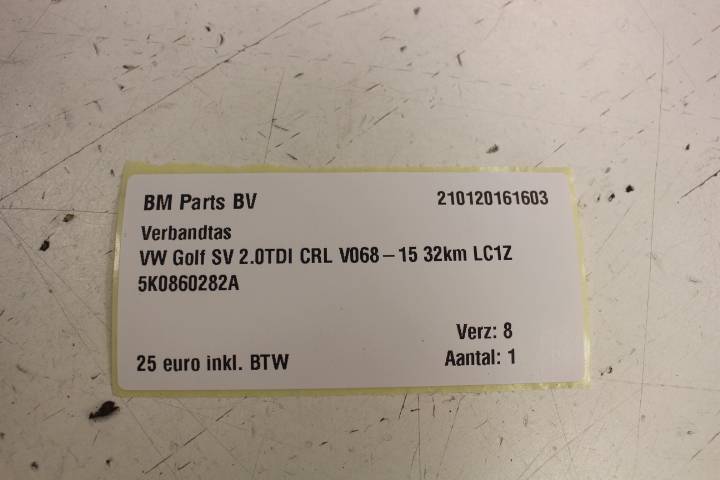 BM Parts BV 210120161603
Verbandtas
VW Golf SV 2.0TDI CRL V068 – 15 32km LC1Z
5K0860282A
Verz: 8
25 euro inkl. BTW Aantal: 1